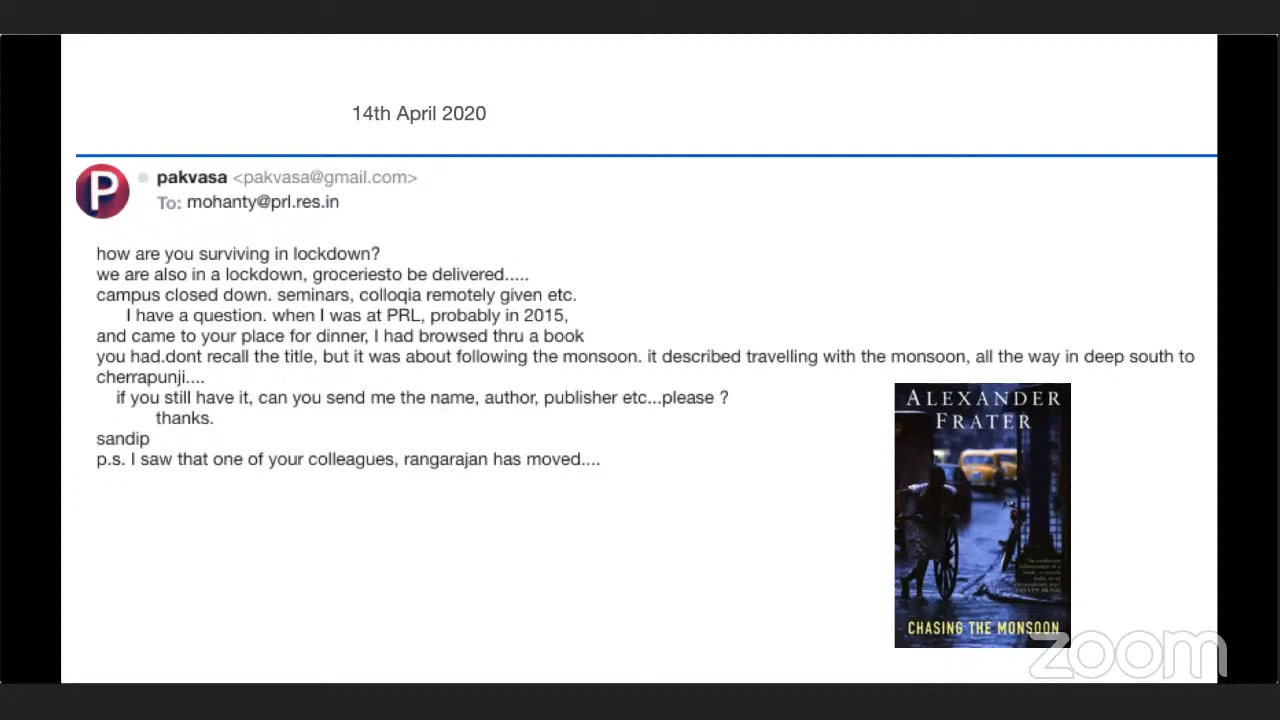 14th April 2020
P
pakvasa <pakvasa@gmail.com>
To: mohanty@prl.res.in
how are you surviving in lockdown?
we are also in a lockdown, groceriesto be delivered.....
campus closed down. seminars, colloqia remotely given etc.
I have a question. when I was at PRL, probably in 2015,
and came to your place for dinner, I had browsed thru a book
you had.dont recall the title, but it was about following the monsoon. it described travelling with the monsoon, all the way in deep south to
cherrapunji....
if you still have it, can you send me the name, author, publisher etc...please ?
thanks.
sandip
p.s. I saw that one of your colleagues, rangarajan has moved....
ALEXANDER
FRATER
CHASING THE MONSOON
zoom